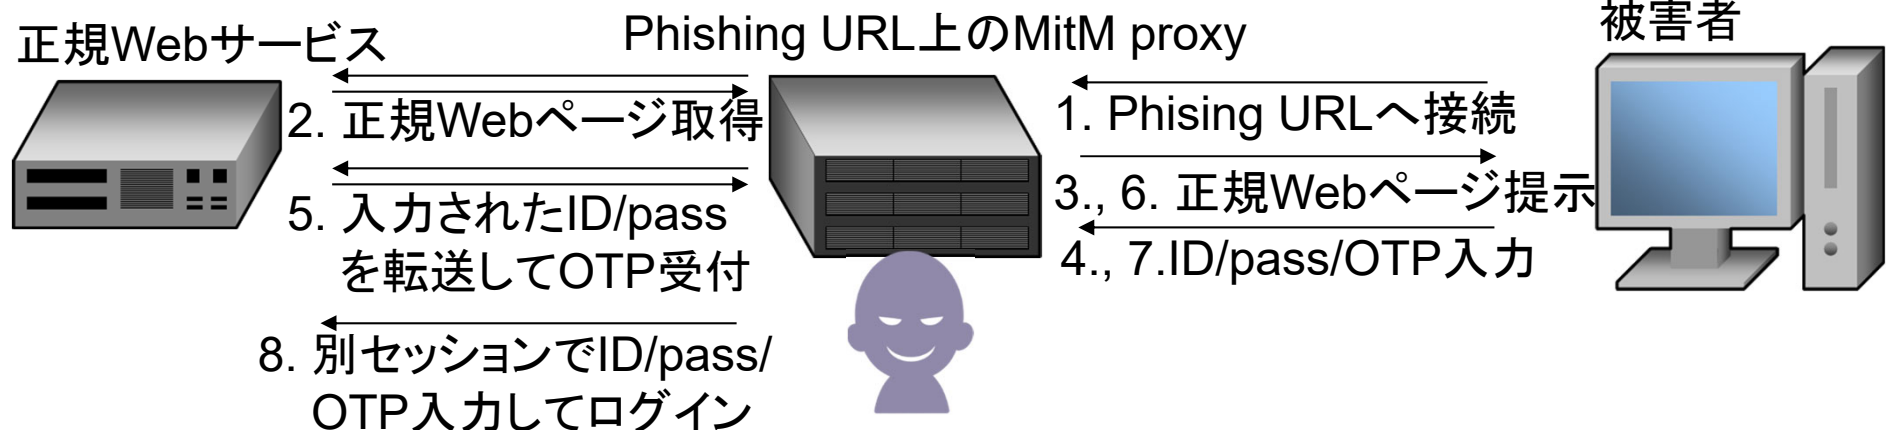 正規Webサービス
Phishing URL上のMitM proxy
被害者
2. 正規Webページ取得
1. Phising URLへ接続
3., 6. 正規Webページ提示
5. 入力されたID/pass
を転送してOTP受付
4., 7.ID/pass/OTP入力
8. 別セッションでID/pass/
OTP入力してログイン